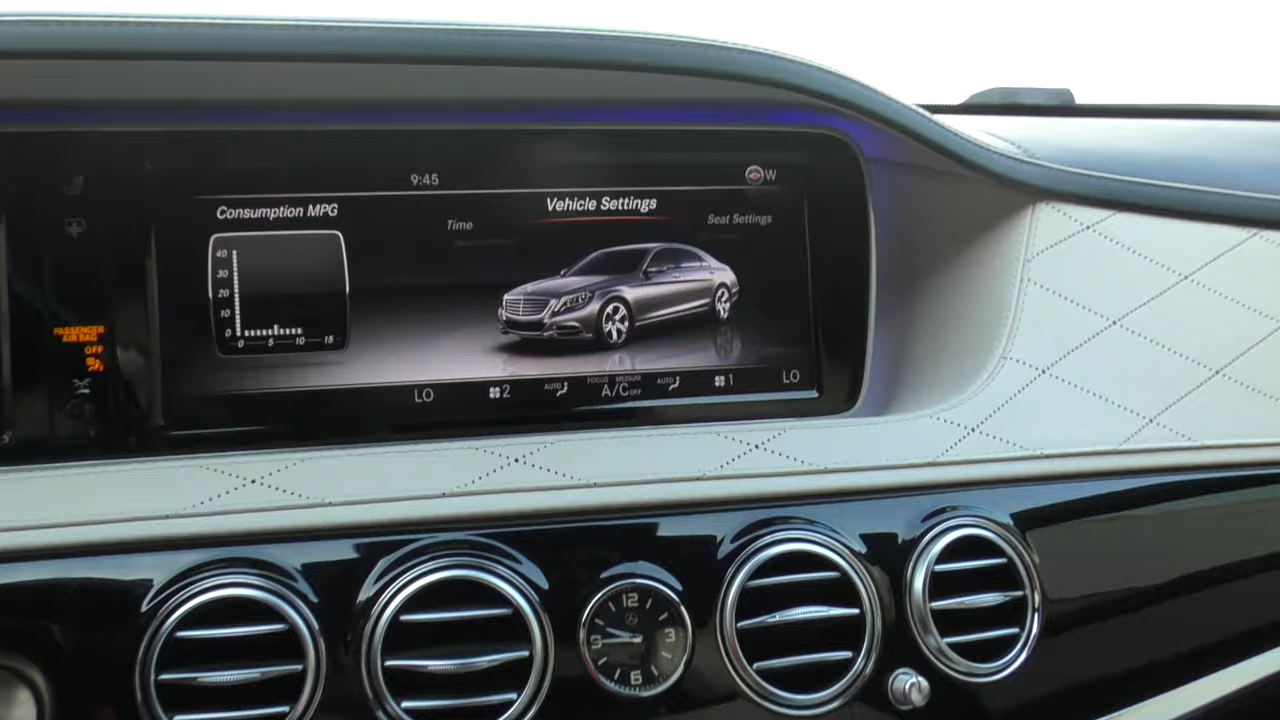 9:45
W
Consumption MPG
Time
Vehicle Settings
Seat Settings
40
30
20
10
0
0 5 10 15
PASSENGER
AIR BAG
OFF
LO
2
AUTO
FOCUS MEDIUM
A/C OFF
AUTO
1
LO
12
9
3
6